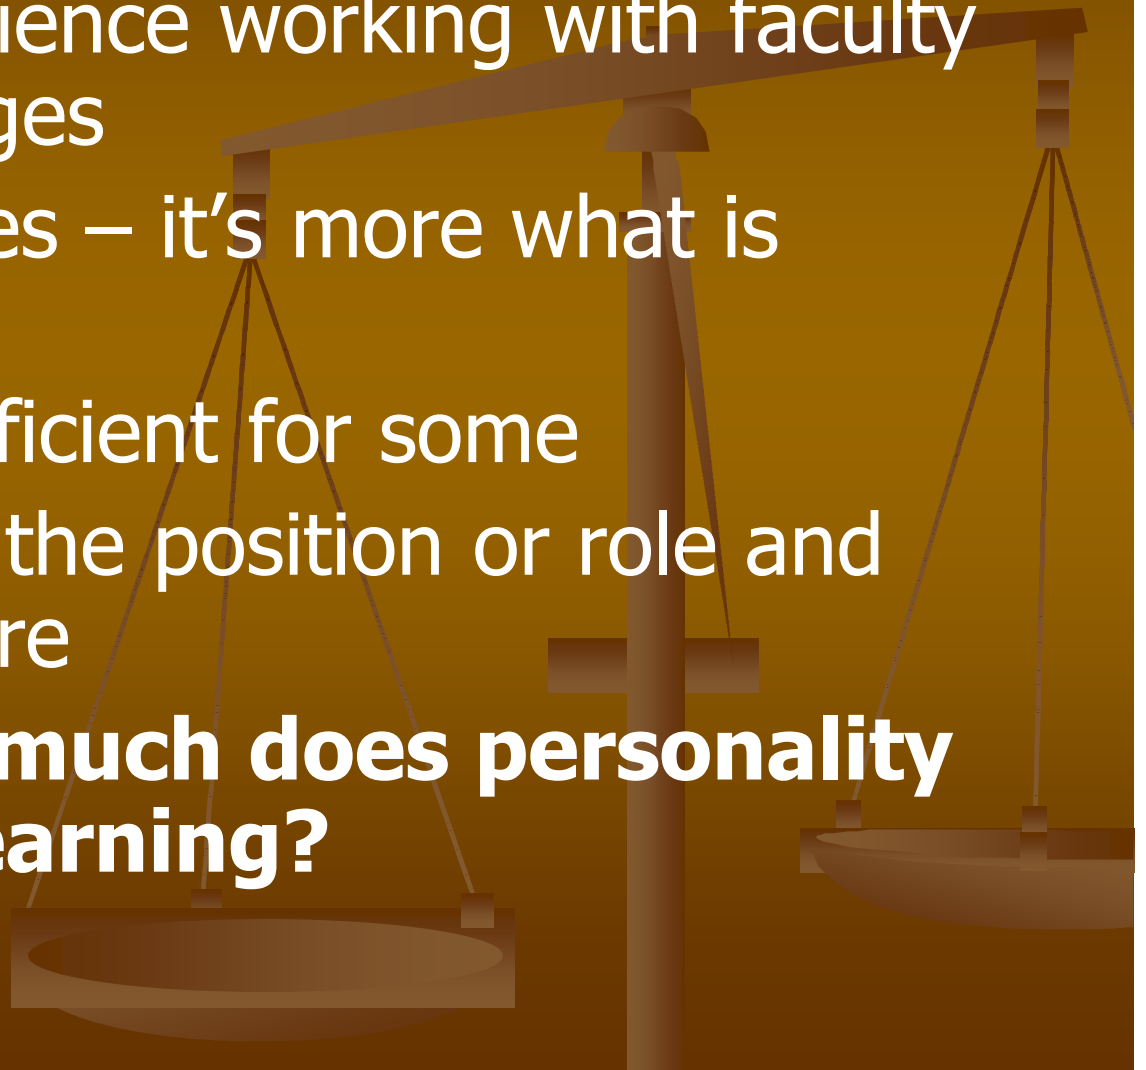 ience working with faculty
ges
es – it’s more what is
ficient for some
the position or role and
re
much does personality
earning?